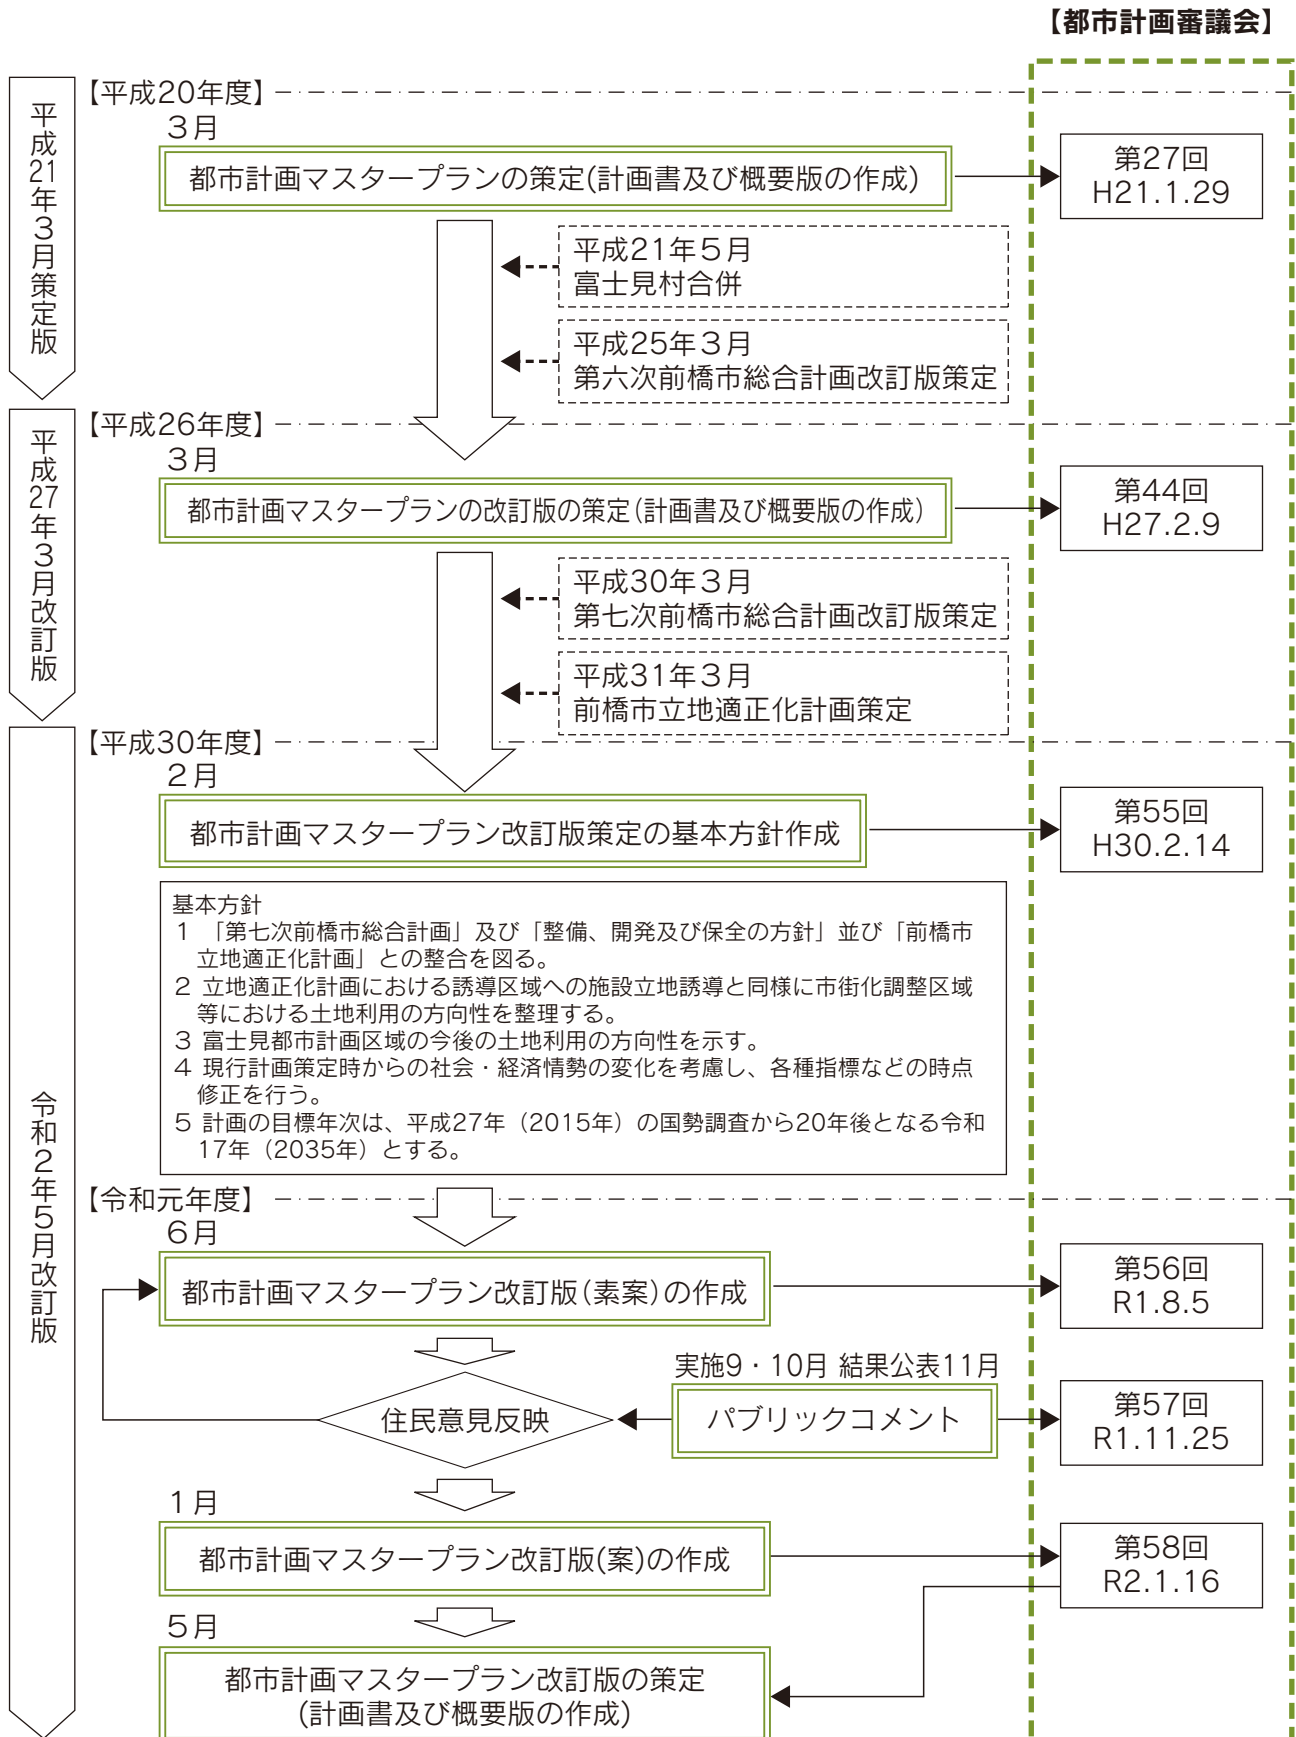 【都市計画審議会】
平成21年3月策定版
【平成20年度】
3月
都市計画マスタープランの策定(計画書及び概要版の作成)
第27回
H21.1.29
平成21年5月
富士見村合併
平成25年3月
第六次前橋市総合計画改訂版策定
平成27年3月改訂版
【平成26年度】
3月
都市計画マスタープランの改訂版の策定(計画書及び概要版の作成)
第44回
H27.2.9
平成30年3月
第七次前橋市総合計画改訂版策定
平成31年3月
前橋市立地適正化計画策定
令和2年5月改訂版
【平成30年度】
2月
都市計画マスタープラン改訂版策定の基本方針作成
第55回
H30.2.14
基本方針
1 「第七次前橋市総合計画」及び「整備、開発及び保全の方針」並び「前橋市
立地適正化計画」との整合を図る。
2 立地適正化計画における誘導区域への施設立地誘導と同様に市街化調整区域
等における土地利用の方向性を整理する。
3 富士見都市計画区域の今後の土地利用の方向性を示す。
4 現行計画策定時からの社会・経済情勢の変化を考慮し、各種指標などの時点
修正を行う。
5 計画の目標年次は、平成27年（2015年）の国勢調査から20年後となる令和
17年（2035年）とする。
【令和元年度】
6月
都市計画マスタープラン改訂版(素案)の作成
第56回
R1.8.5
実施9・10月 結果公表11月
住民意見反映
パブリックコメント
第57回
R1.11.25
1月
都市計画マスタープラン改訂版(案)の作成
第58回
R2.1.16
5月
都市計画マスタープラン改訂版の策定
(計画書及び概要版の作成)